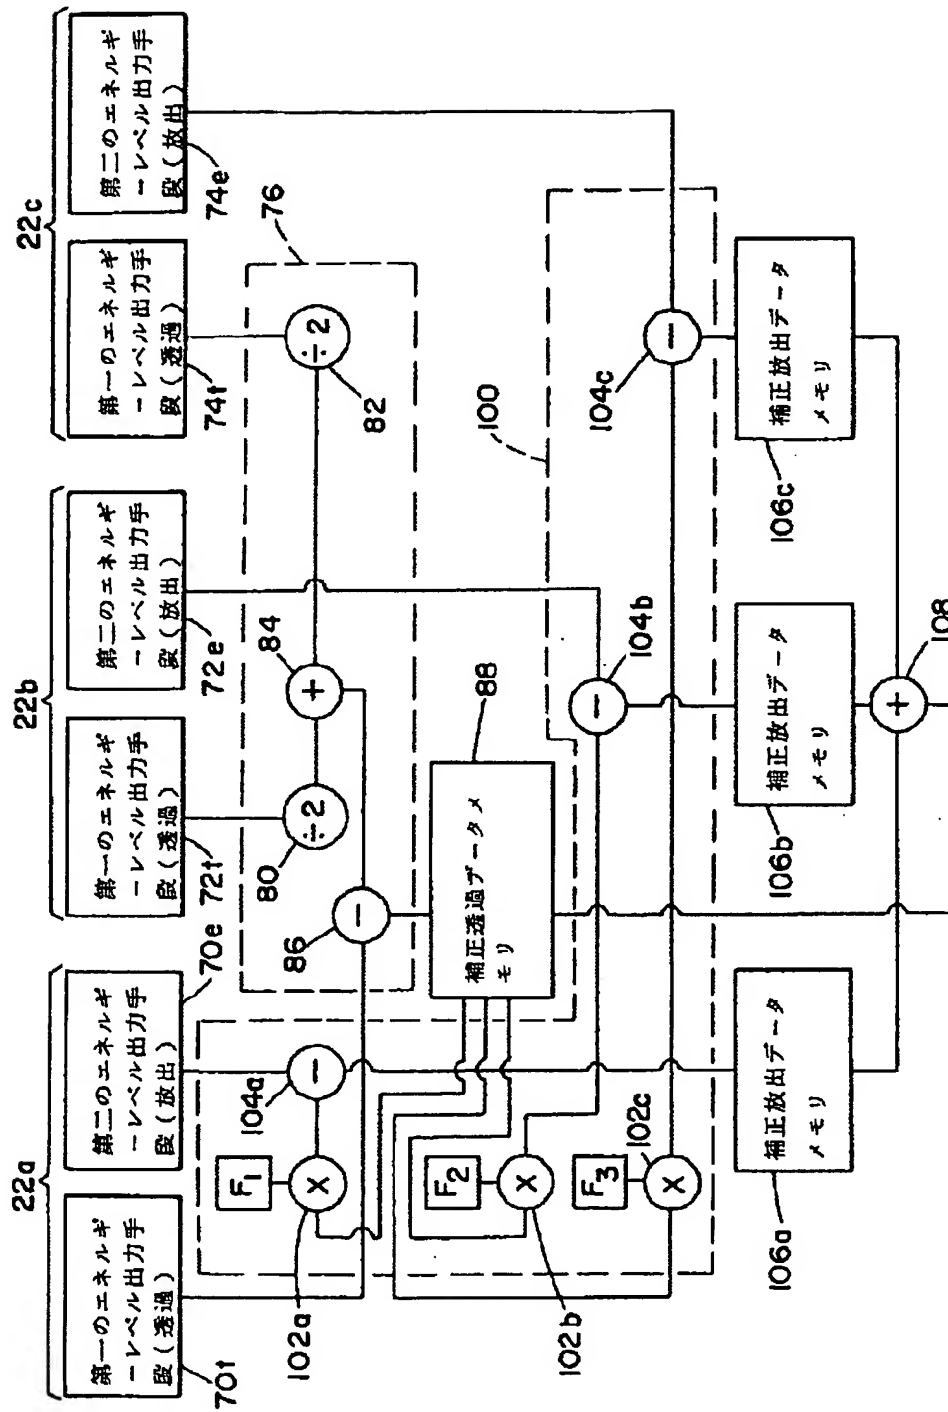 22a
22b
22c
第一のエネルギ
ーレベル出力手
段(透過)
70t
第二のエネルギ
ーレベル出力手
段(放出)
70e
第一のエネルギ
ーレベル出力手
段(透過)
72t
第二のエネルギ
ーレベル出力手
段(放出)
72e
第一のエネルギ
ーレベル出力手
段(透過)
74t
第二のエネルギ
ーレベル出力手
段(放出)
74e
76
÷2
80
+
84
÷2
82
−
86
補正透過データメ
モリ
88
100
F1
×
102a
−
104a
F2
×
102b
−
104b
F3
×
102c
−
104c
補正放出データ
メモリ
106a
補正放出データ
メモリ
106b
補正放出データ
メモリ
106c
+
108